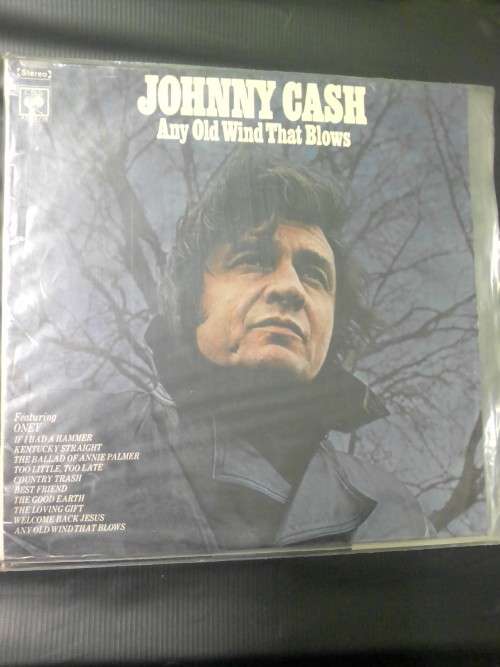 [Stereo]
CBS
JOHNNY CASH
Any Old Wind That Blows
Featuring
ONEY
IF I HAD A HAMMER
KENTUCKY STRAIGHT
THE BALLAD OF ANNIE PALMER
TOO LITTLE, TOO LATE
COUNTRY TRASH
BEST FRIEND
THE GOOD EARTH
THE LOVING GIFT
WELCOME BACK JESUS
ANY OLD WIND THAT BLOWS